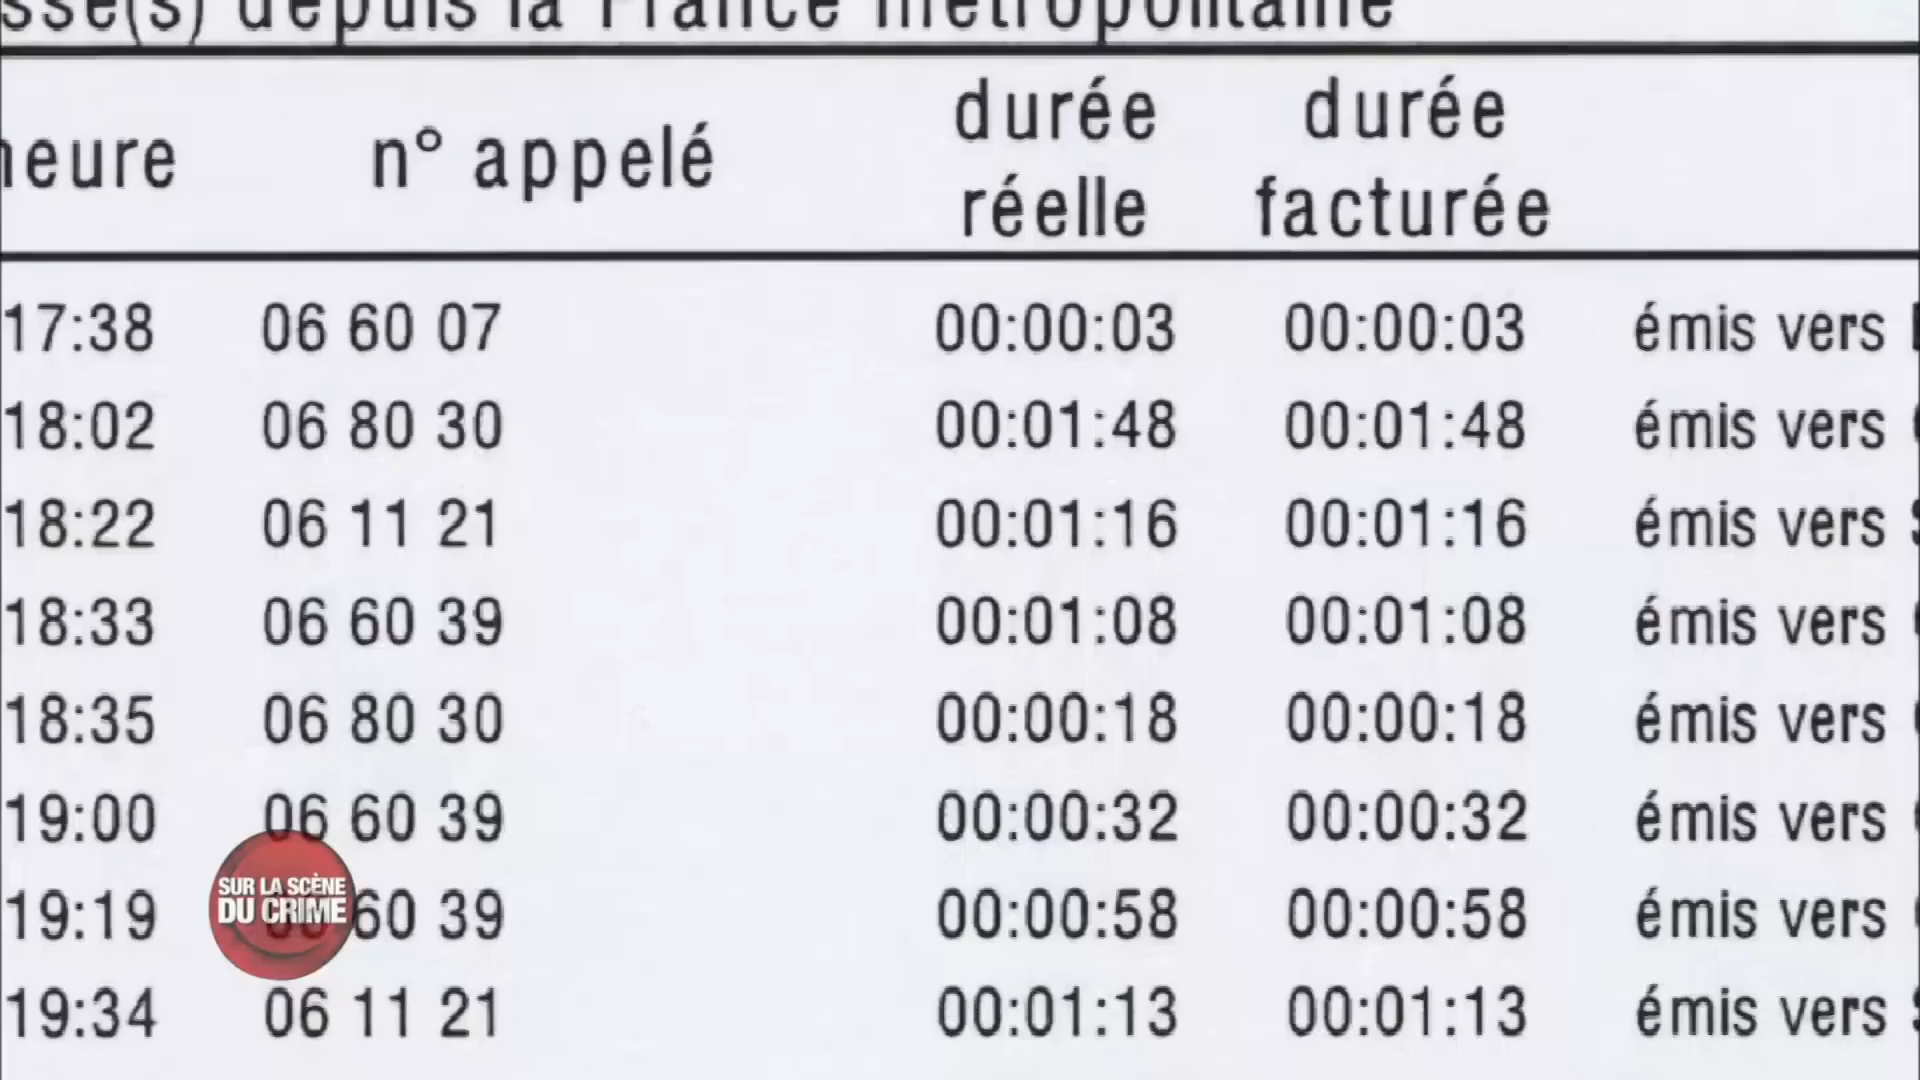 depuis la France métropolitaine
heure n° appelé durée réelle durée facturée
17:38 06 60 07 00:00:03 00:00:03 émis vers
18:02 06 80 30 00:01:48 00:01:48 émis vers
18:22 06 11 21 00:01:16 00:01:16 émis vers
18:33 06 60 39 00:01:08 00:01:08 émis vers
18:35 06 80 30 00:00:18 00:00:18 émis vers
19:00 06 60 39 00:00:32 00:00:32 émis vers
19:19 60 39 00:00:58 00:00:58 émis vers
SUR LA SCÈNE
DU CRIME
19:34 06 11 21 00:01:13 00:01:13 émis vers